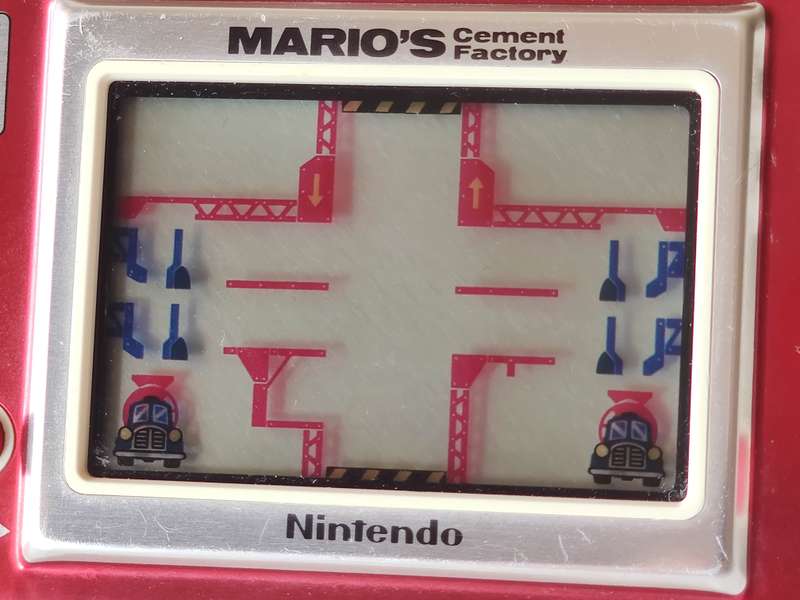 MARIO'S Cement
Factory
Nintendo